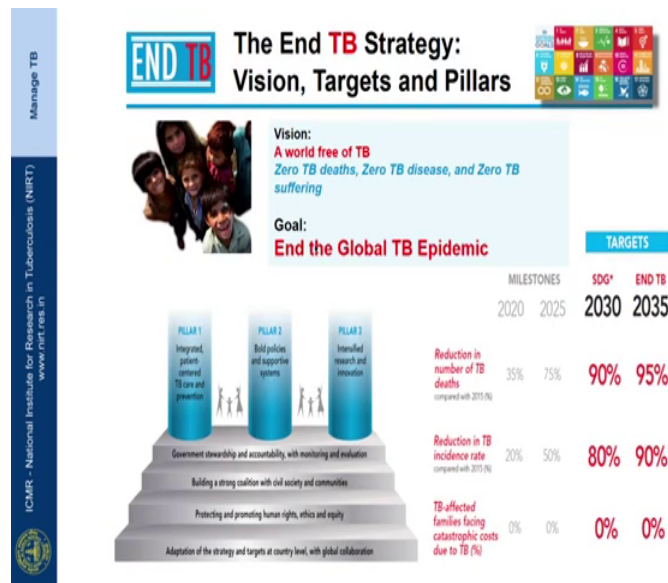 Manage TB
ICMR - National Institute for Research in Tuberculosis (NIRT)
www.nirt.res.in
END TB
The End TB Strategy:
Vision, Targets and Pillars
Vision:
A world free of TB
Zero TB deaths, Zero TB disease, and Zero TB
suffering
Goal:
End the Global TB Epidemic
TARGETS
MILESTONES
SDG*
END TB
2020
2025
2030
2035
Reduction in
number of TB
deaths
compared with 2015 (%)
35%
75%
90%
95%
Reduction in TB
incidence rate
compared with 2015 (%)
20%
50%
80%
90%
TB-affected
families facing
catastrophic costs
due to TB (%)
0%
0%
0%
0%
PILLAR 1
Integrated,
patient-
centered
TB care and
prevention
PILLAR 2
Bold policies
and supportive
systems
PILLAR 3
Intensified
research and
innovation
Government stewardship and accountability, with monitoring and evaluation
Building a strong coalition with civil society and communities
Protecting and promoting human rights, ethics and equity
Adaptation of the strategy and targets at country level, with global collaboration